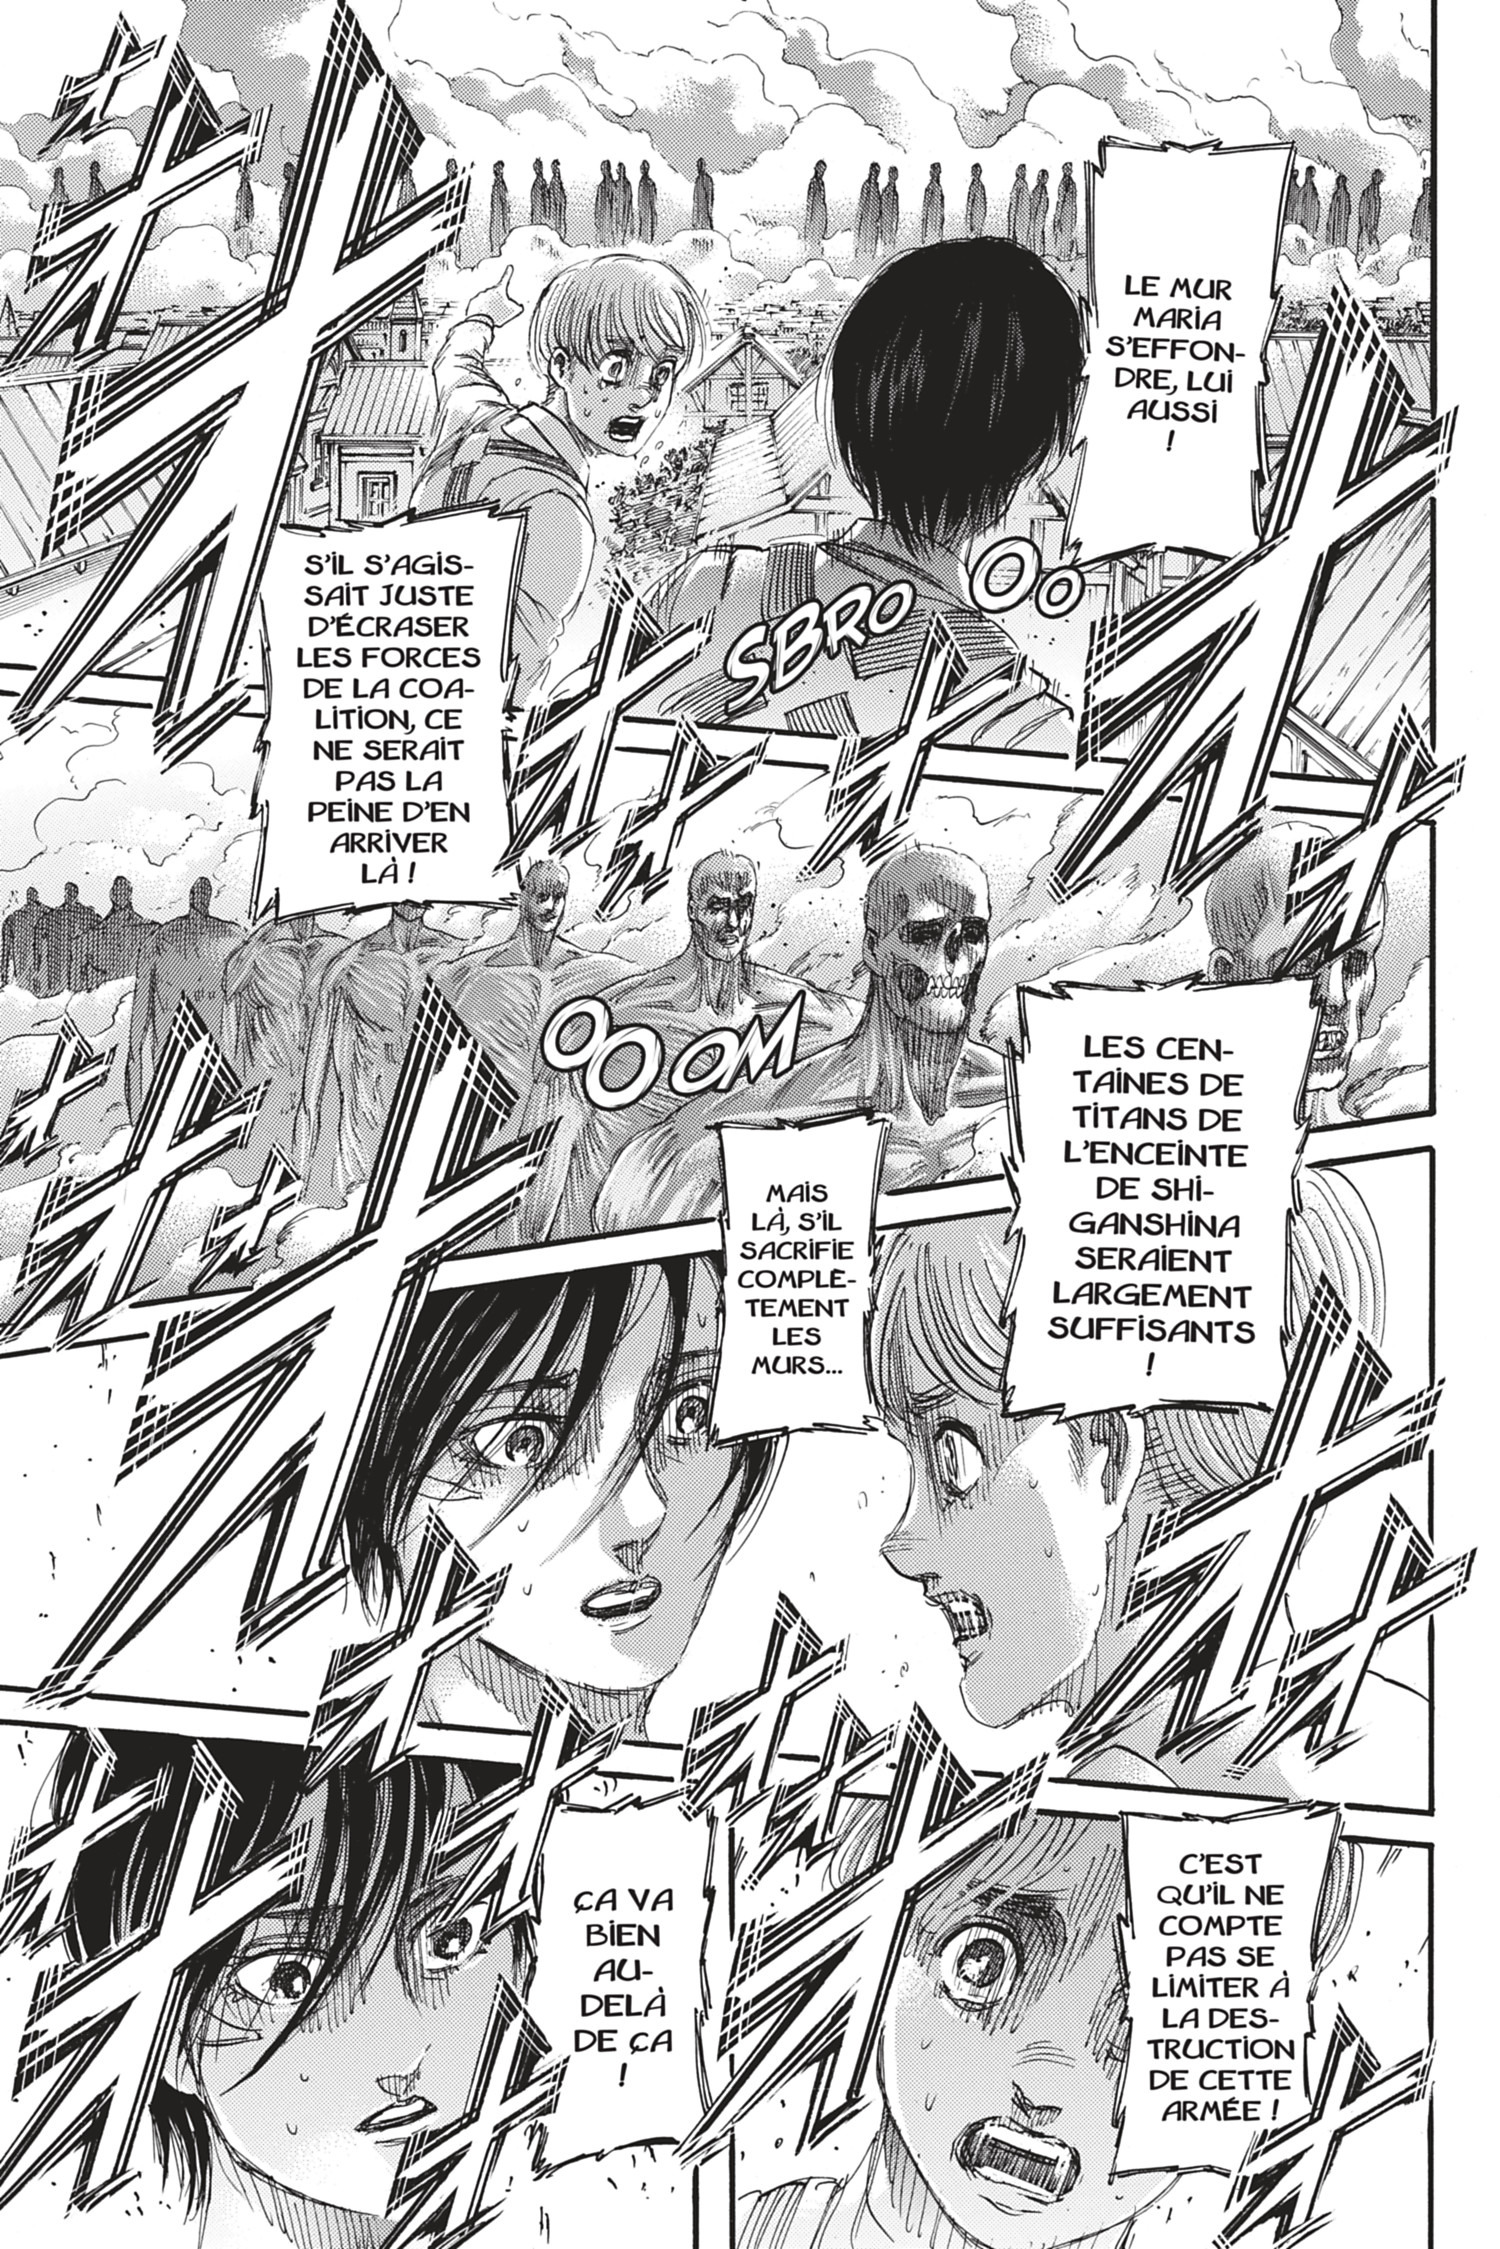 LE MUR
MARIA
S'EFFON-
DRE, LUI
AUSSI
!
S'IL S'AGIS-
SAIT JUSTE
D'ÉCRASER
LES FORCES
DE LA COA-
LITION, CE
NE SERAIT
PAS LA
PEINE D'EN
ARRIVER
LÀ !
SBRO OO
OOOOM
LES CEN-
TAINES DE
TITANS DE
L'ENCEINTE
DE SHI-
GANSHINA
SERAIENT
LARGEMENT
SUFFISANTS
!
MAIS
LÀ, S'IL
SACRIFIE
COMPLÈ-
TEMENT
LES
MURS...
C'EST
QU'IL NE
COMPTE
PAS SE
LIMITER À
LA DES-
TRUCTION
DE CETTE
ARMÉE !
ÇA VA
BIEN
AU-
DELÀ
DE ÇA
!